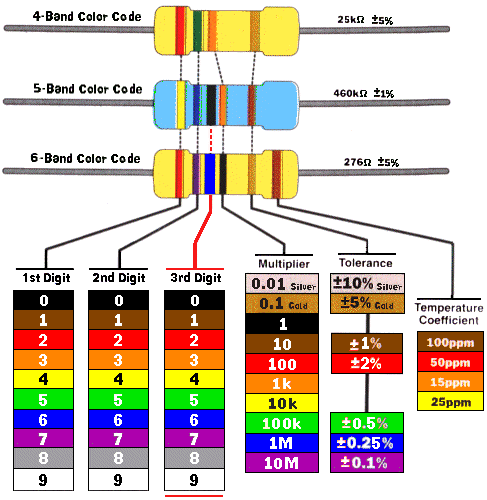 4-Band Color Code
25kΩ ±5%
5-Band Color Code
460kΩ ±1%
6-Band Color Code
276Ω ±5%
1st Digit
0
1
2
3
4
5
6
7
8
9
2nd Digit
0
1
2
3
4
5
6
7
8
9
3rd Digit
0
1
2
3
4
5
6
7
8
9
Multiplier
0.01 Silver
0.1 Gold
1
10
100
1k
10k
100k
1M
10M
Tolerance
±10% Silver
±5% Gold
±1%
±2%
±0.5%
±0.25%
±0.1%
Temperature
Coefficient
100ppm
50ppm
15ppm
25ppm